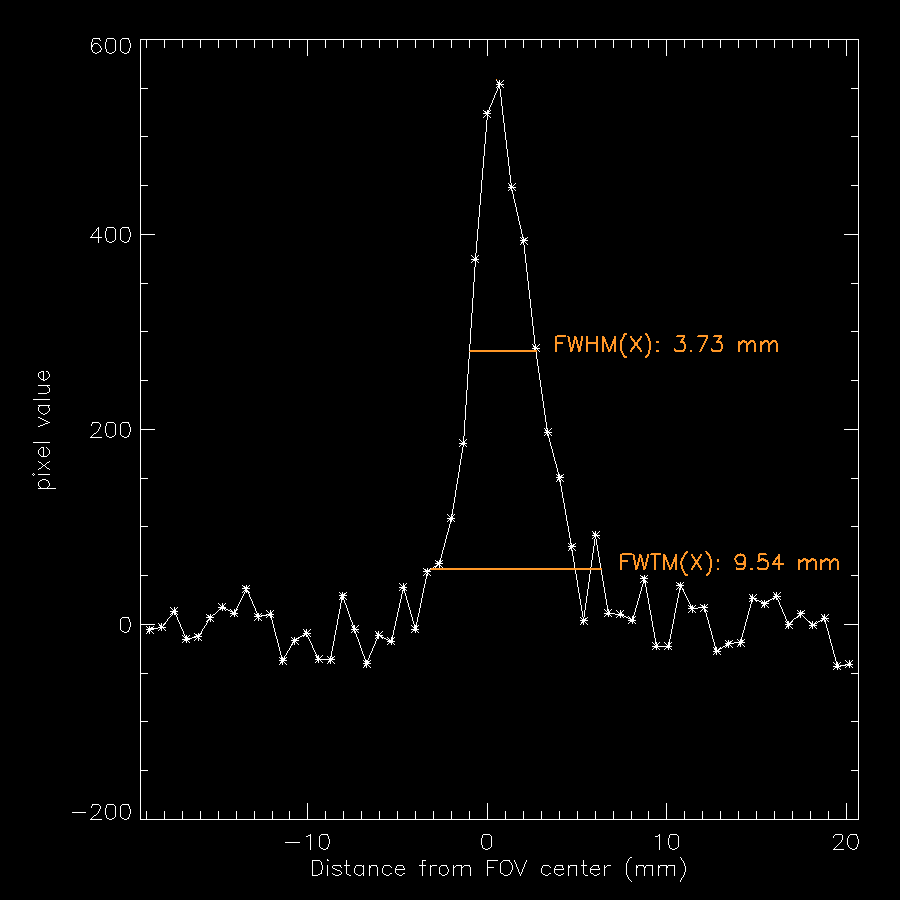 600
400
200
0
−200
pixel value
FWHM(X): 3.73 mm
FWTM(X): 9.54 mm
−10 0 10 20
Distance from FOV center (mm)